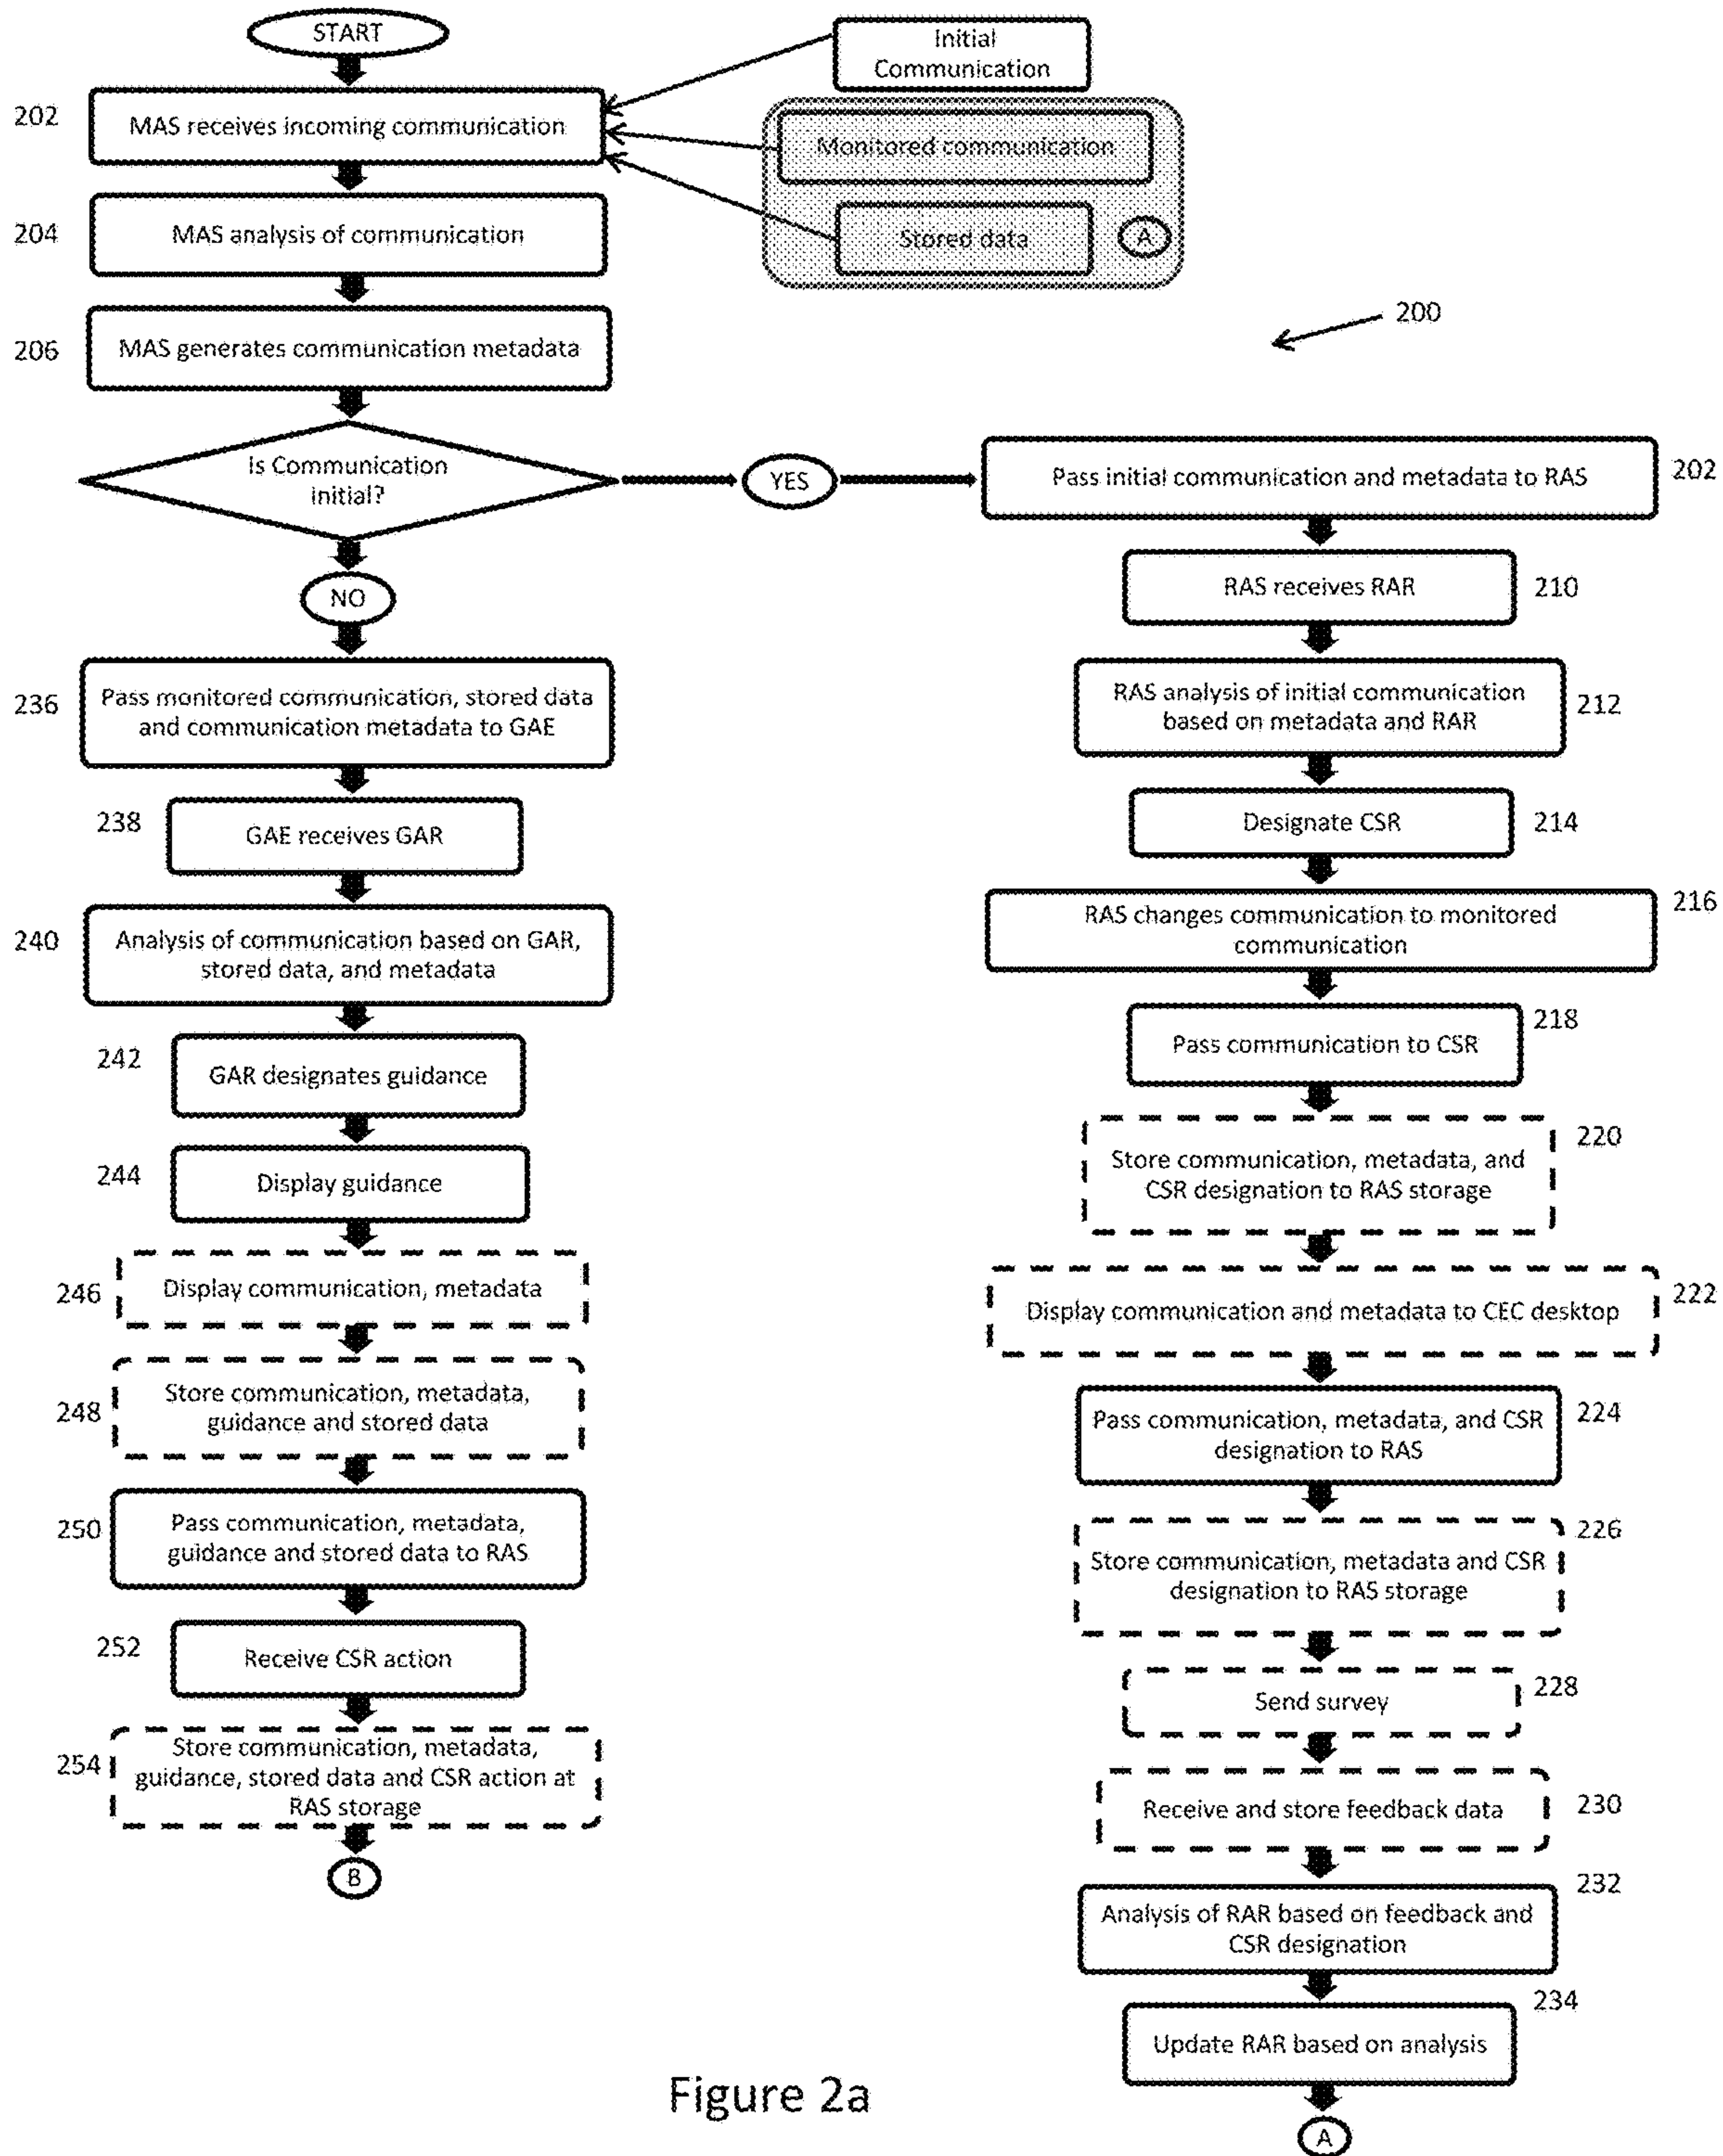 START
Initial
Communication
202
MAS receives incoming communication
Monitored communication
204
MAS analysis of communication
Stored data
A
206
MAS generates communication metadata
200
Is Communication
initial?
YES
Pass initial communication and metadata to RAS
202
NO
RAS receives RAR
210
236
Pass monitored communication, stored data
and communication metadata to GAE
RAS analysis of initial communication
based on metadata and RAR
212
238
GAE receives GAR
Designate CSR
214
240
Analysis of communication based on GAR,
stored data, and metadata
RAS changes communication to monitored
communication
216
242
GAR designates guidance
Pass communication to CSR
218
244
Display guidance
Store communication, metadata, and
CSR designation to RAS storage
220
246
Display communication, metadata
Display communication and metadata to CEC desktop
222
248
Store communication, metadata,
guidance and stored data
Pass communication, metadata, and CSR
designation to RAS
224
250
Pass communication, metadata,
guidance and stored data to RAS
Store communication, metadata and CSR
designation to RAS storage
226
252
Receive CSR action
Send survey
228
254
Store communication, metadata,
guidance, stored data and CSR action at
RAS storage
Receive and store feedback data
230
B
Analysis of RAR based on feedback and
CSR designation
232
Update RAR based on analysis
234
A
Figure 2a